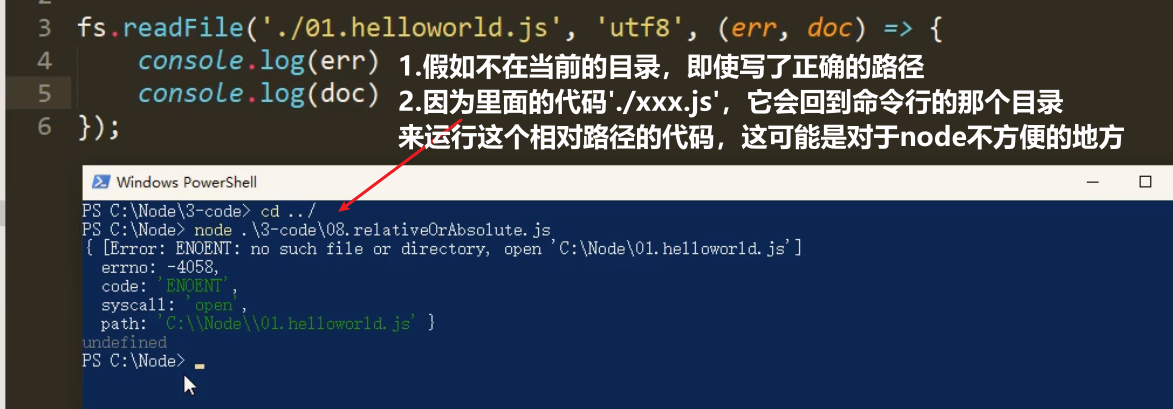 3 fs.readFile('./01.helloworld.js', 'utf8', (err, doc) => {
4 console.log(err)
1.假如不在当前的目录，即使写了正确的路径
5 console.log(doc)
2.因为里面的代码'./xxx.js'，它会回到命令行的那个目录
6 });
来运行这个相对路径的代码，这可能是对于node不方便的地方
Windows PowerShell
PS C:\Node\3-code> cd ../
PS C:\Node> node .\3-code\08.relativeOrAbsolute.js
{ [Error: ENOENT: no such file or directory, open 'C:\Node\01.helloworld.js']
errno: -4058,
code: 'ENOENT',
syscall: 'open',
path: 'C:\\Node\\01.helloworld.js' }
undefined
PS C:\Node>